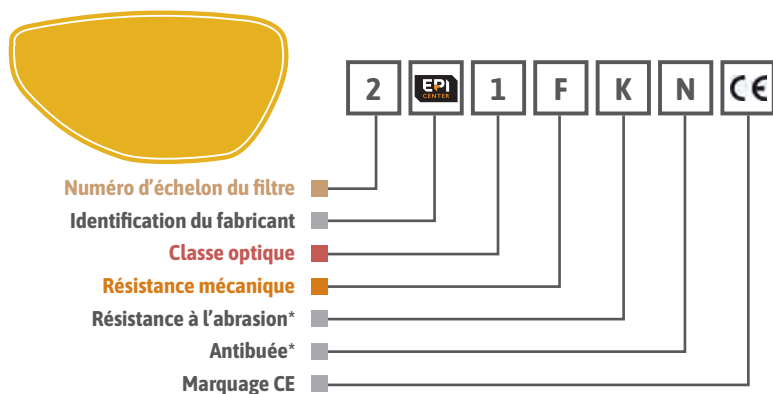 2 EPI CENTER 1 F K N CE
Numéro d’échelon du filtre
Identification du fabricant
Classe optique
Résistance mécanique
Résistance à l’abrasion*
Antibuée*
Marquage CE